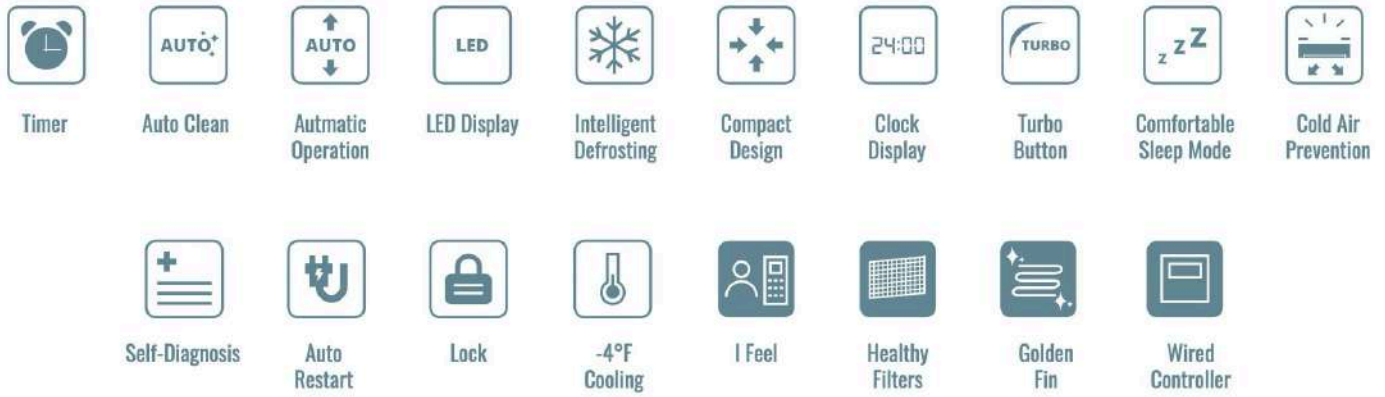 AUTO
AUTO
LED
24:00
TURBO
z z Z
Timer
Auto Clean
Autmatic
Operation
LED Display
Intelligent
Defrosting
Compact
Design
Clock
Display
Turbo
Button
Comfortable
Sleep Mode
Cold Air
Prevention
Self-Diagnosis
Auto
Restart
Lock
-4°F
Cooling
I Feel
Healthy
Filters
Golden
Fin
Wired
Controller